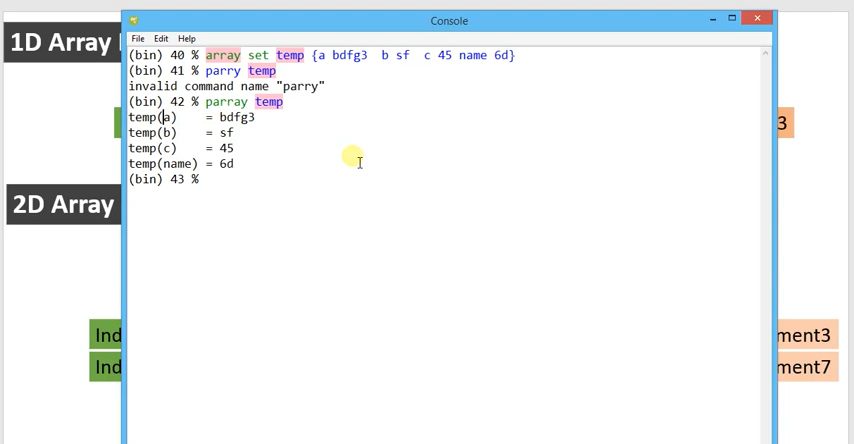 Console
File Edit Help
1D Array
(bin) 40 % array set temp {a bdfg3  b sf  c 45 name 6d}
(bin) 41 % parry temp
invalid command name "parry"
(bin) 42 % parray temp
temp(a)    = bdfg3
temp(b)    = sf
temp(c)    = 45
temp(name) = 6d
(bin) 43 %
3
2D Array
Ind
ment3
Ind
ment7